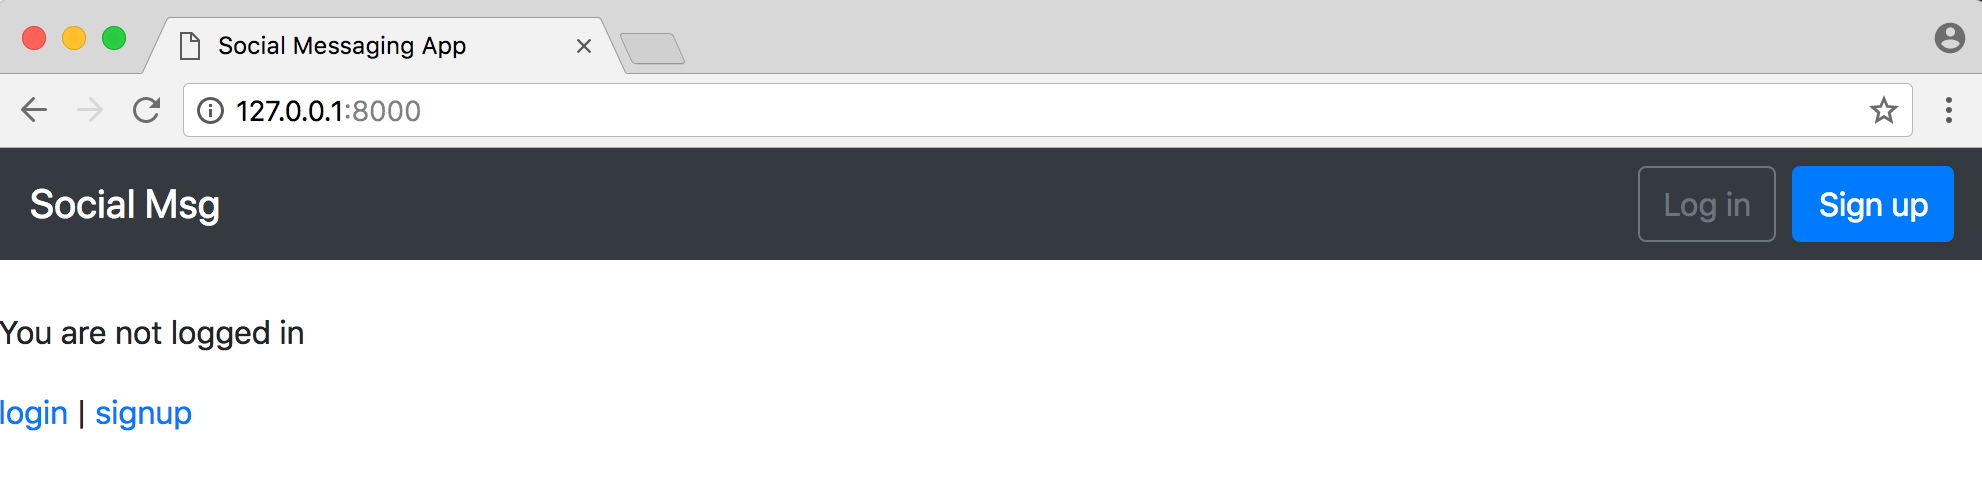 Social Messaging App
127.0.0.1:8000
Social Msg
Log in
Sign up
You are not logged in
login | signup